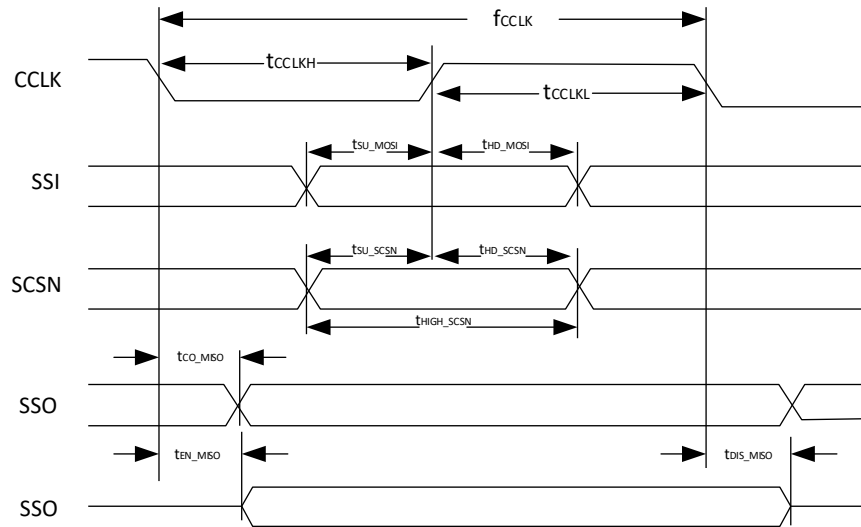 fCCLK
CCLK
tCCLKH
tCCLKL
SSI
tSU_MOSI
tHD_MOSI
SCSN
tSU_SCSN
tHD_SCSN
tHIGH_SCSN
SSO
tCO_MISO
tEN_MISO
tDIS_MISO
SSO